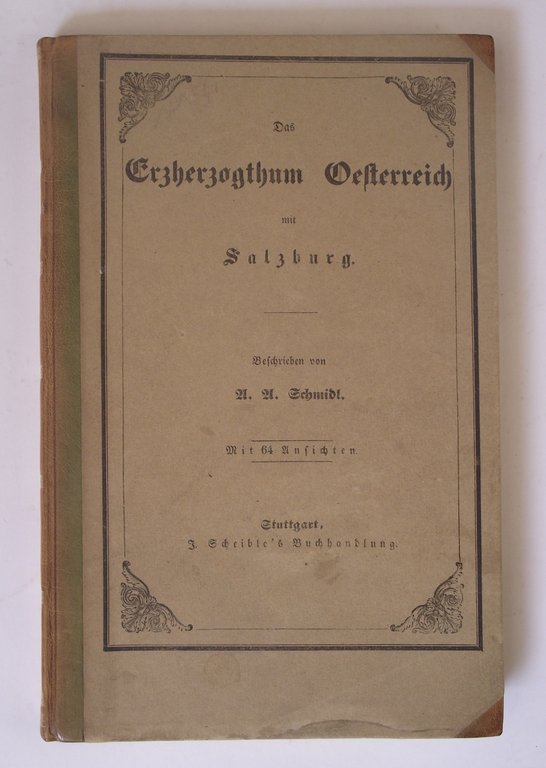 Das
Erzherzogthum Oesterreich
mit
Salzburg.
Beschrieben von
A. A. Schmidl.
Mit 64 Ansichten.
Stuttgart,
J. Scheible's Buchhandlung.